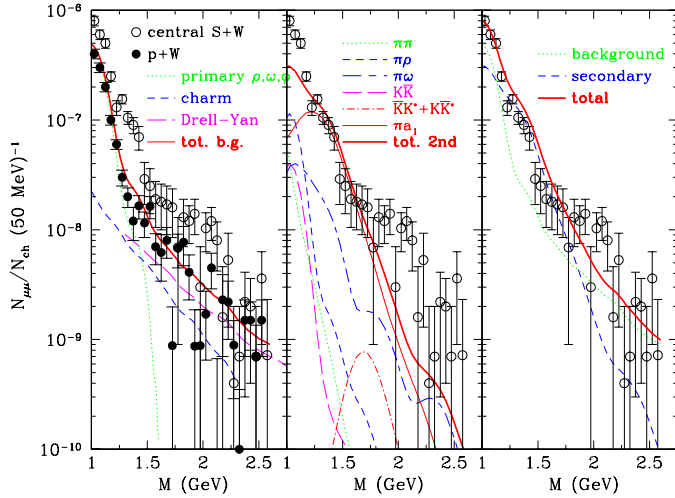 10⁻⁶
10⁻⁷
10⁻⁸
10⁻⁹
10⁻¹⁰
N_μμ/N_ch (50 MeV)⁻¹
central S+W
p+W
primary ρ,ω,φ
charm
Drell-Yan
tot. b.g.
1 1.5 2 2.5
M (GeV)
ππ
πρ
πω
KK̄
K̄K*+KK̄*
πa₁
tot. 2nd
1 1.5 2 2.5
M (GeV)
background
secondary
total
1 1.5 2 2.5
M (GeV)